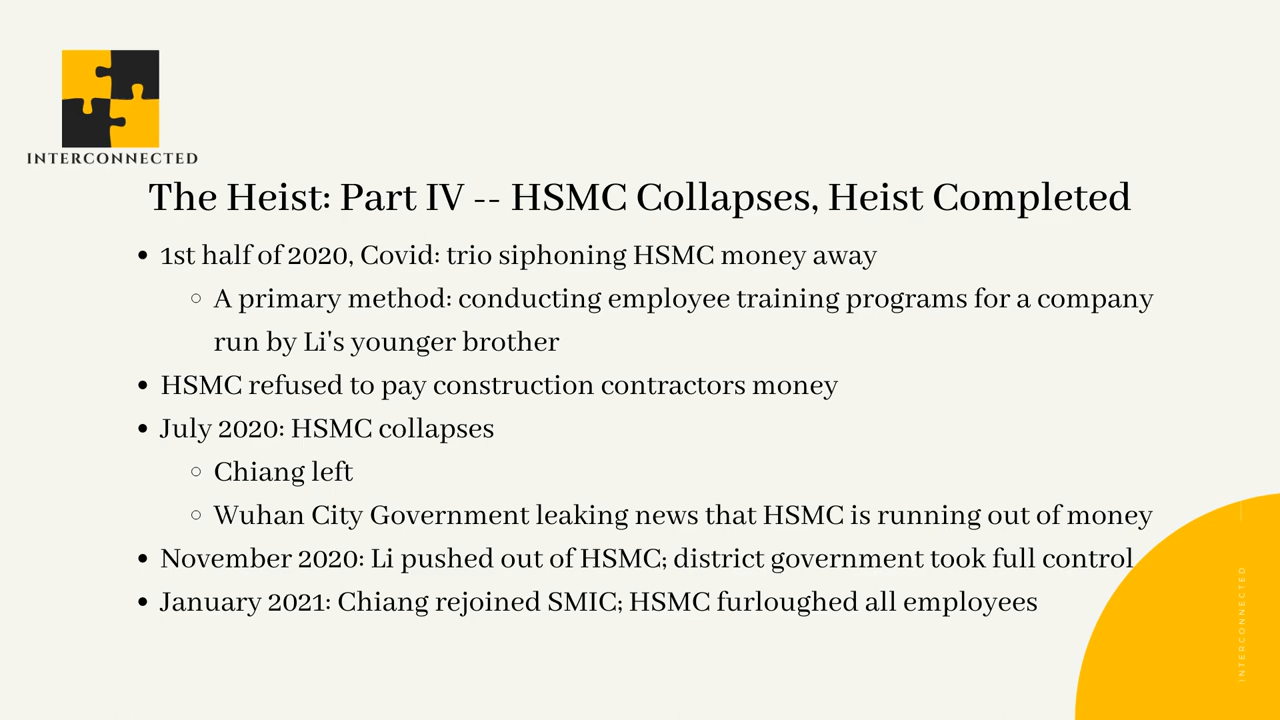 INTERCONNECTED
The Heist: Part IV -- HSMC Collapses, Heist Completed
• 1st half of 2020, Covid: trio siphoning HSMC money away
◦ A primary method: conducting employee training programs for a company
run by Li's younger brother
• HSMC refused to pay construction contractors money
• July 2020: HSMC collapses
◦ Chiang left
◦ Wuhan City Government leaking news that HSMC is running out of money
• November 2020: Li pushed out of HSMC; district government took full control
• January 2021: Chiang rejoined SMIC; HSMC furloughed all employees
INTERCONNECTED